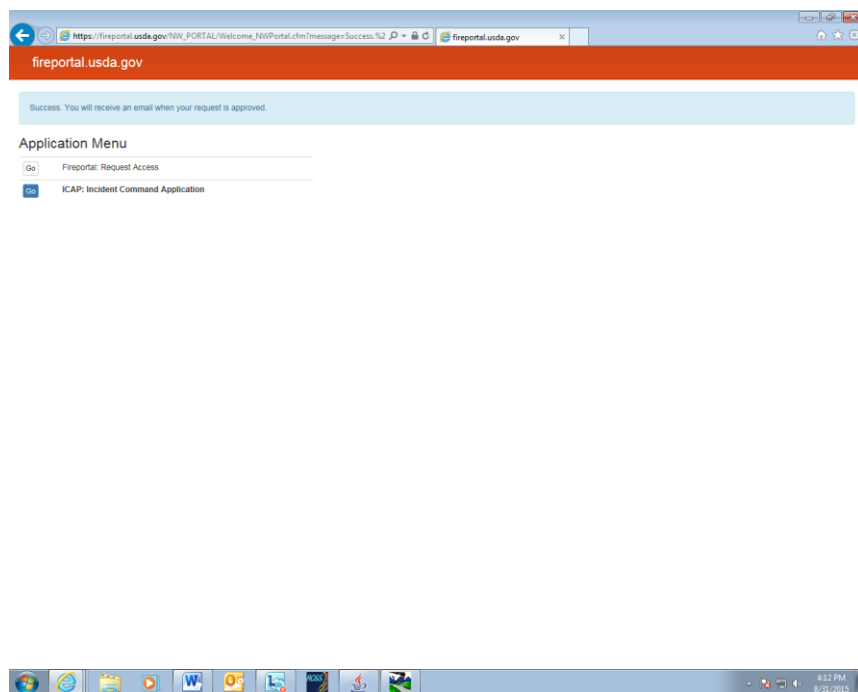 https://fireportal.usda.gov/NW_PORTAL/Welcome_NWPortal.cfm?message=Success.%2
fireportal.usda.gov
fireportal.usda.gov
Success. You will receive an email when your request is approved.
Application Menu
Go Fireportal: Request Access
Go ICAP: Incident Command Application
ROSS
4:12 PM
8/31/2015